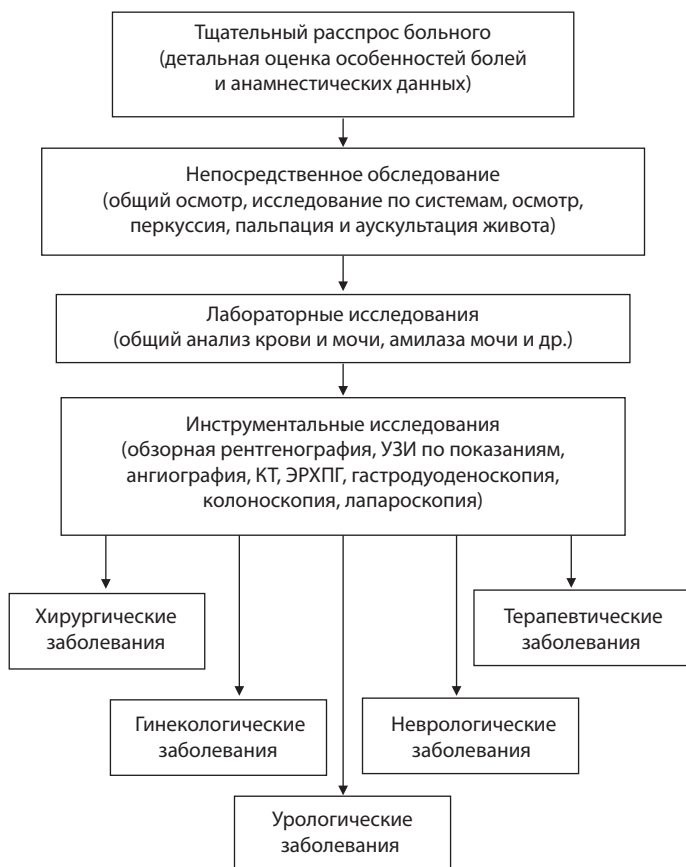 Тщательный расспрос больного
(детальная оценка особенностей болей
и анамнестических данных)
Непосредственное обследование
(общий осмотр, исследование по системам, осмотр,
перкуссия, пальпация и аускультация живота)
Лабораторные исследования
(общий анализ крови и мочи, амилаза мочи и др.)
Инструментальные исследования
(обзорная рентгенография, УЗИ по показаниям,
ангиография, КТ, ЭРХПГ, гастродуоденоскопия,
колоноскопия, лапароскопия)
Хирургические
заболевания
Терапевтические
заболевания
Гинекологические
заболевания
Неврологические
заболевания
Урологические
заболевания